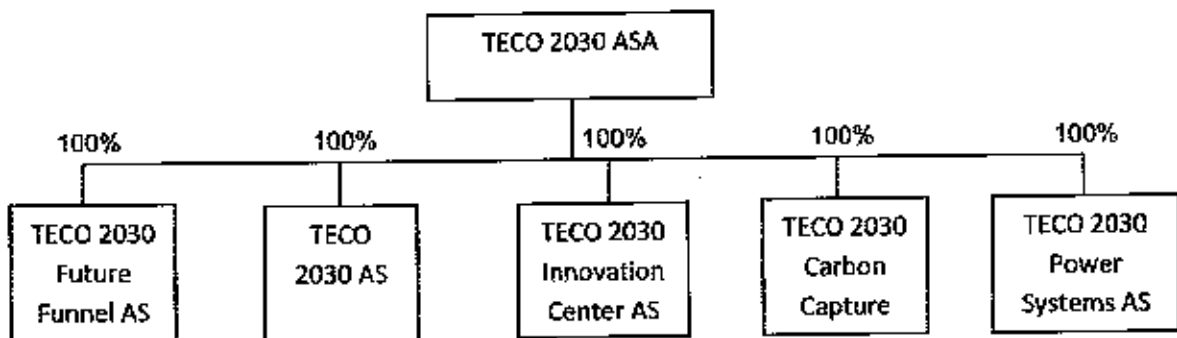 TECO 2030 ASA
100%
100%
100%
100%
100%
TECO 2030
Future
Funnel AS
TECO
2030 AS
TECO 2030
Innovation
Center AS
TECO 2030
Carbon
Capture
TECO 2030
Power
Systems AS